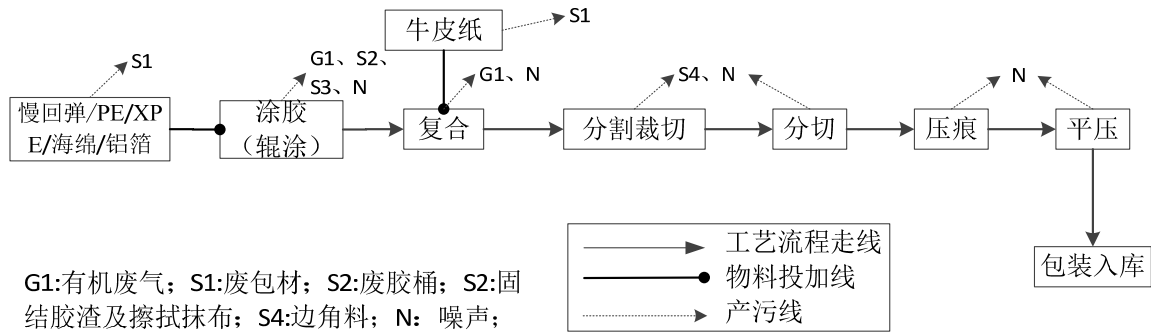 牛皮纸
S1
S1
G1、S2、
S3、N
G1、N
S4、N
N
慢回弹/PE/XP
E/海绵/铝箔
涂胶
（辊涂）
复合
分割裁切
分切
压痕
平压
包装入库
工艺流程走线
物料投加线
产污线
G1:有机废气；S1:废包材；S2:废胶桶；S2:固
结胶渣及擦拭抹布；S4:边角料；N：噪声；